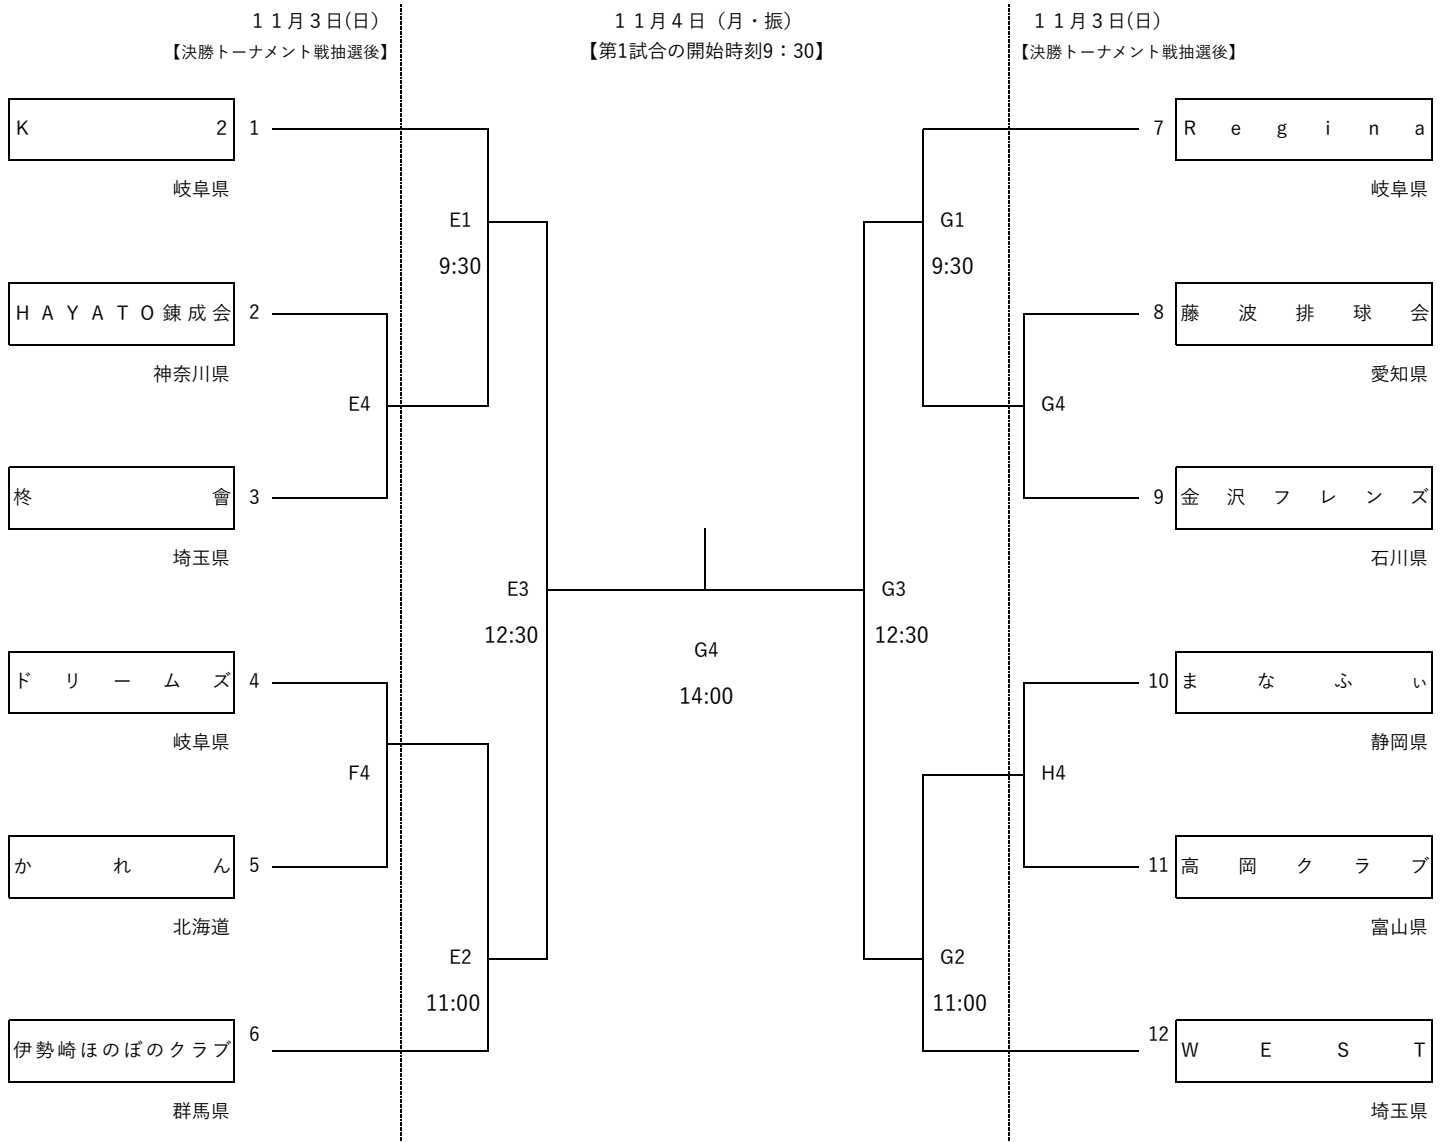 １１月３日(日)
【決勝トーナメント戦抽選後】
１１月４日（月・振）
【第1試合の開始時刻9：30】
１１月３日(日)
【決勝トーナメント戦抽選後】
K 2 1
岐阜県
HAYATO錬成会 2
神奈川県
柊會 3
埼玉県
ドリームズ 4
岐阜県
かれん 5
北海道
伊勢崎ほのぼのクラブ 6
群馬県
E4
F4
E1
9:30
E2
11:00
E3
12:30
G4
14:00
G3
12:30
G1
9:30
G2
11:00
G4
H4
7 Regina
岐阜県
8 藤波排球会
愛知県
9 金沢フレンズ
石川県
10 まなふぃ
静岡県
11 高岡クラブ
富山県
12 WEST
埼玉県